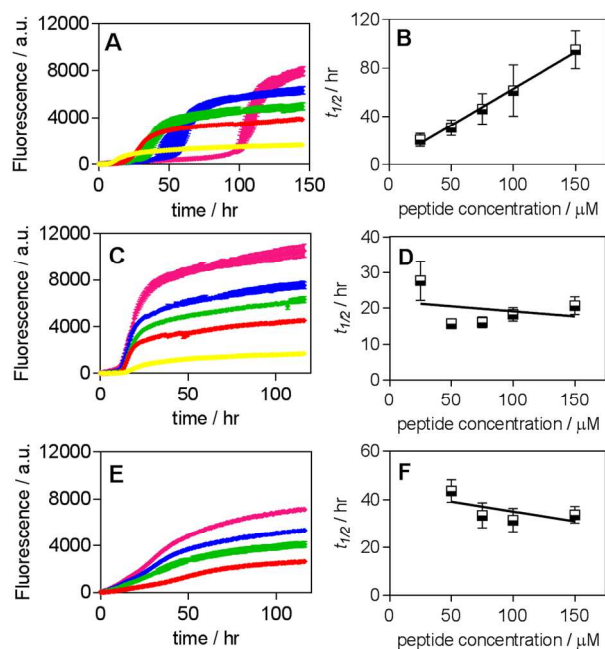 A
Fluorescence / a.u.
12000
8000
4000
0
0 50 100 150
time / hr
B
t1/2/ hr
120
80
40
0
50 100 150
peptide concentration / μM
C
Fluorescence / a.u.
12000
8000
4000
0
0 50 100
time / hr
D
t1/2/ hr
40
30
20
10
0
50 100 150
peptide concentration / μM
E
Fluorescence / a.u.
12000
8000
4000
0
0 50 100
time / hr
F
t1/2/ hr
60
40
20
0
50 100 150
peptide concentration / μM